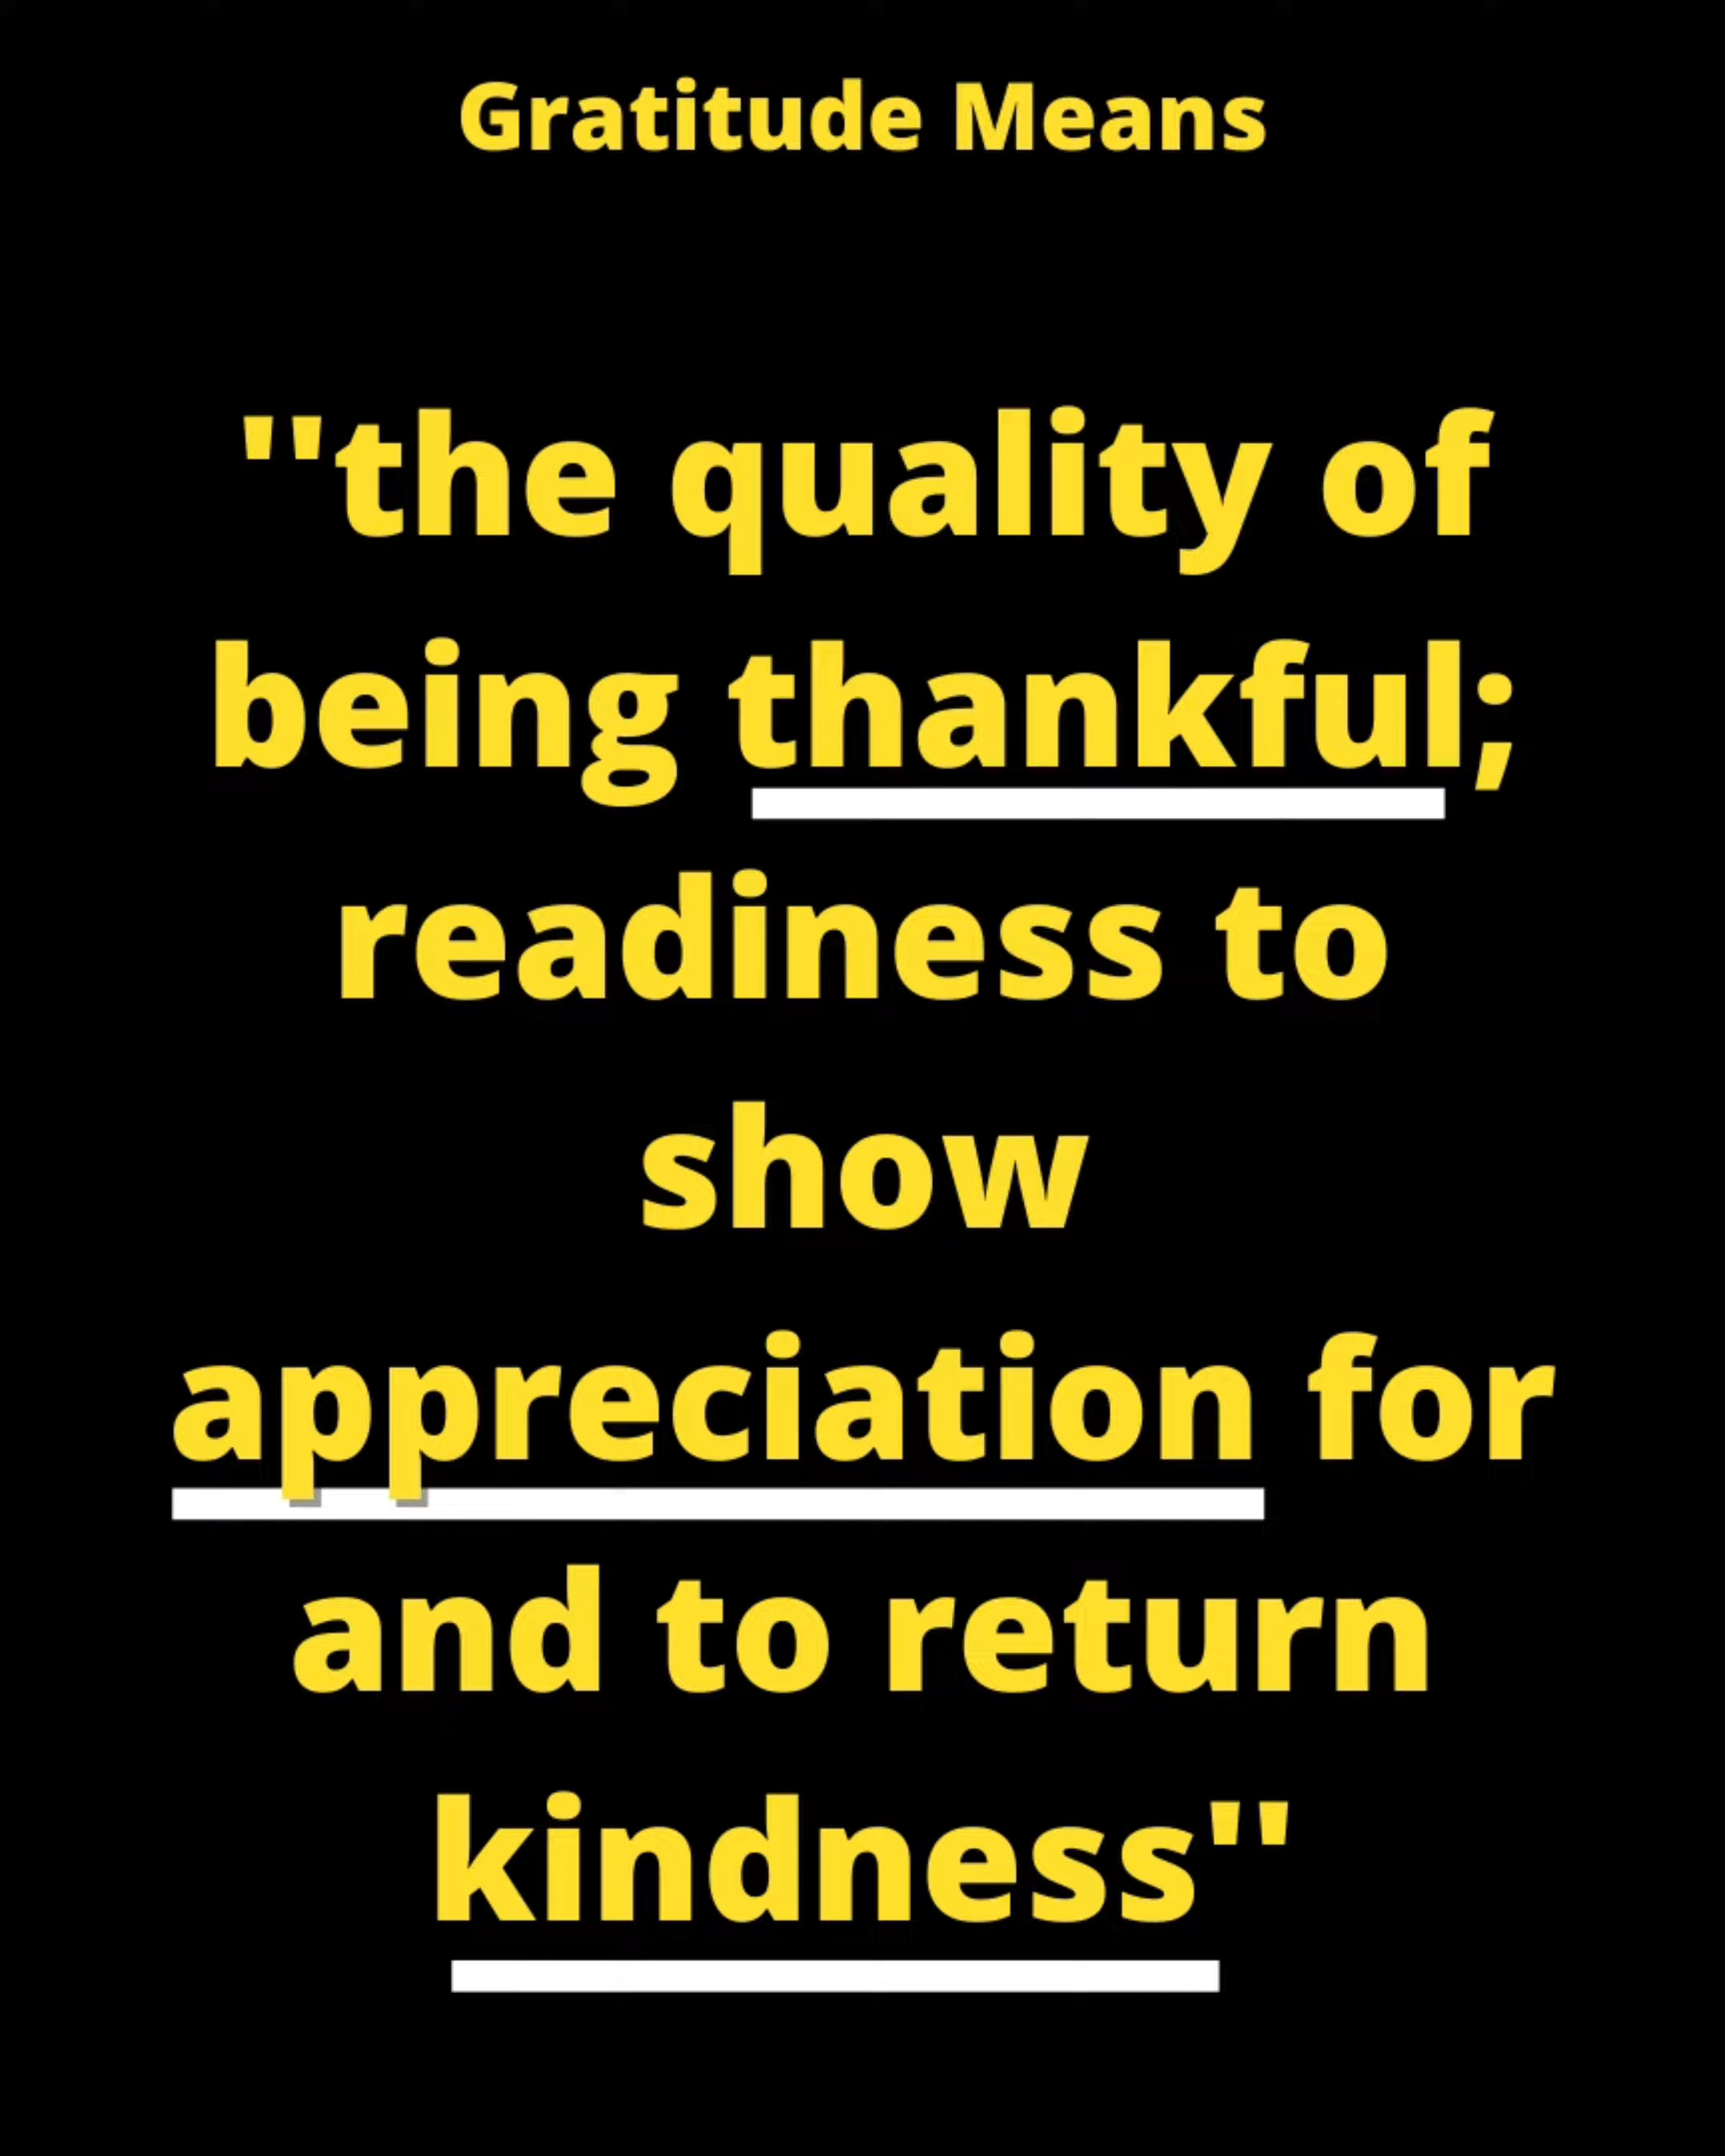 Gratitude Means
"the quality of
being thankful;
readiness to
show
appreciation for
and to return
kindness"